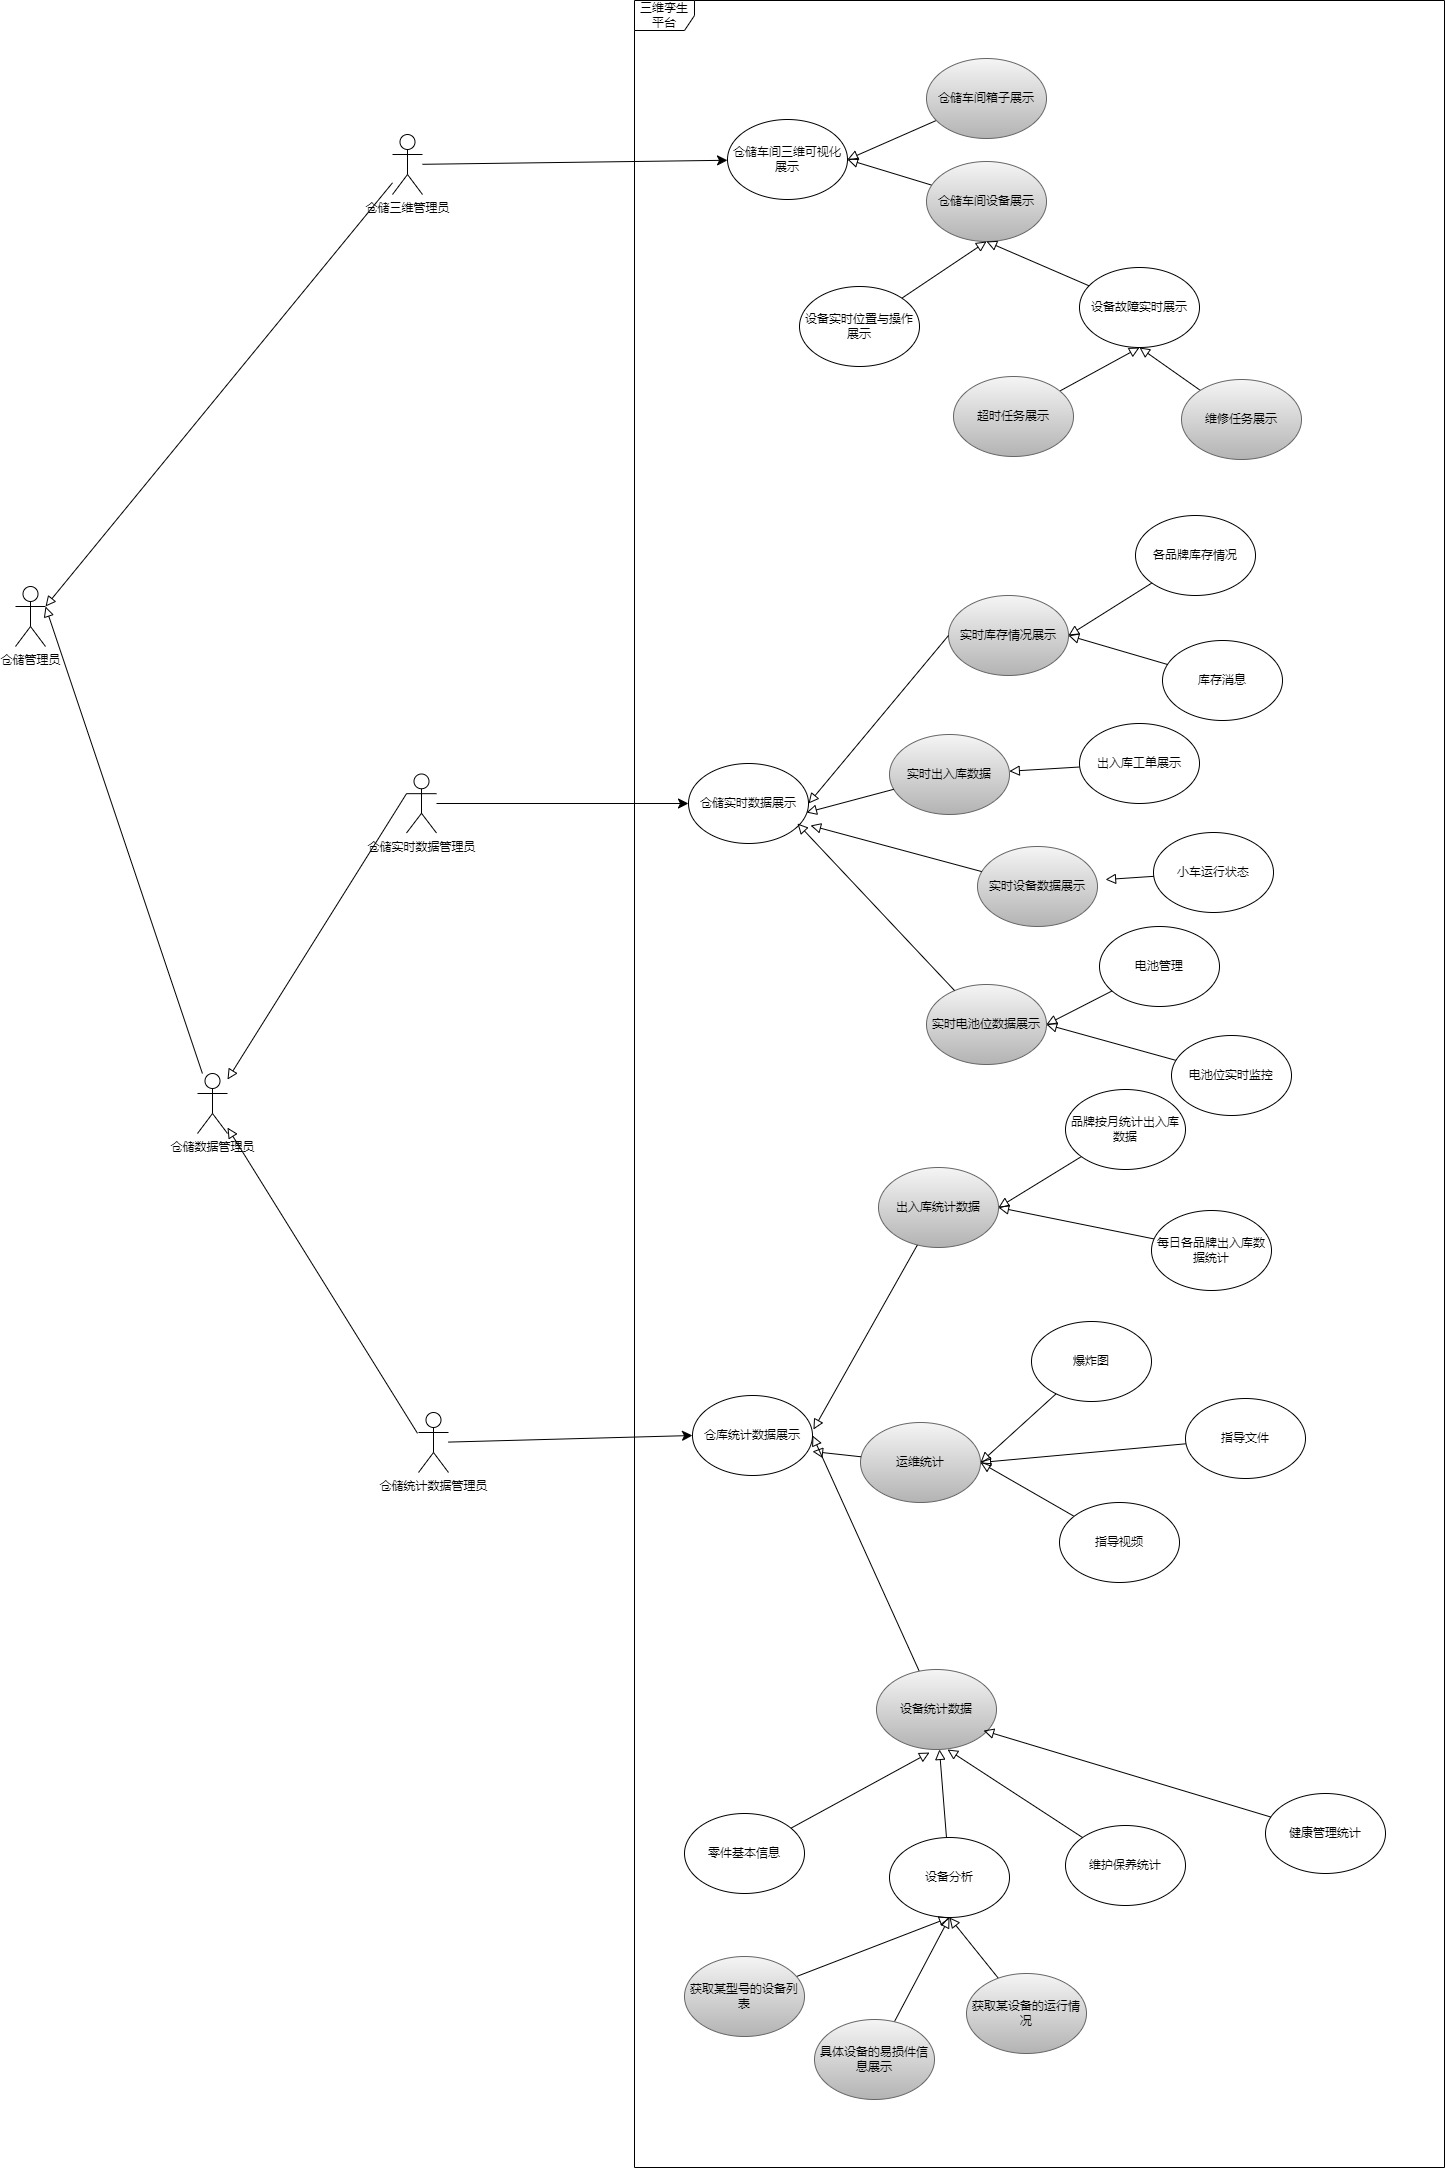 三维孪生
平台
仓储车间箱子展示
仓储车间三维可视化
展示
仓储车间设备展示
仓储三维管理员
设备故障实时展示
设备实时位置与操作
展示
超时任务展示
维修任务展示
各品牌库存情况
实时库存情况展示
仓储管理员
库存消息
出入库工单展示
实时出入库数据
仓储实时数据展示
仓储实时数据管理员
小车运行状态
实时设备数据展示
电池管理
实时电池位数据展示
电池位实时监控
品牌按月统计出入库
数据
仓储数据管理员
出入库统计数据
每日各品牌出入库数
据统计
爆炸图
仓库统计数据展示
指导文件
运维统计
仓储统计数据管理员
指导视频
设备统计数据
健康管理统计
零件基本信息
维护保养统计
设备分析
获取某型号的设备列
表
获取某设备的运行情
况
具体设备的易损件信
息展示